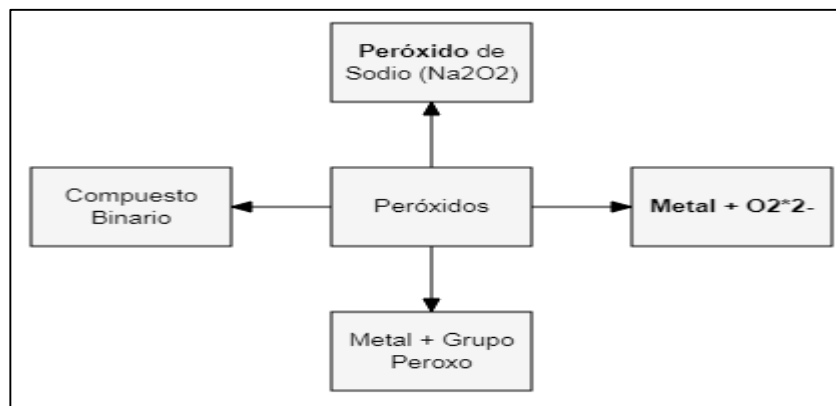 Peróxido de
Sodio (Na2O2)
Compuesto
Binario
Peróxidos
Metal + O2*2-
Metal + Grupo
Peroxo